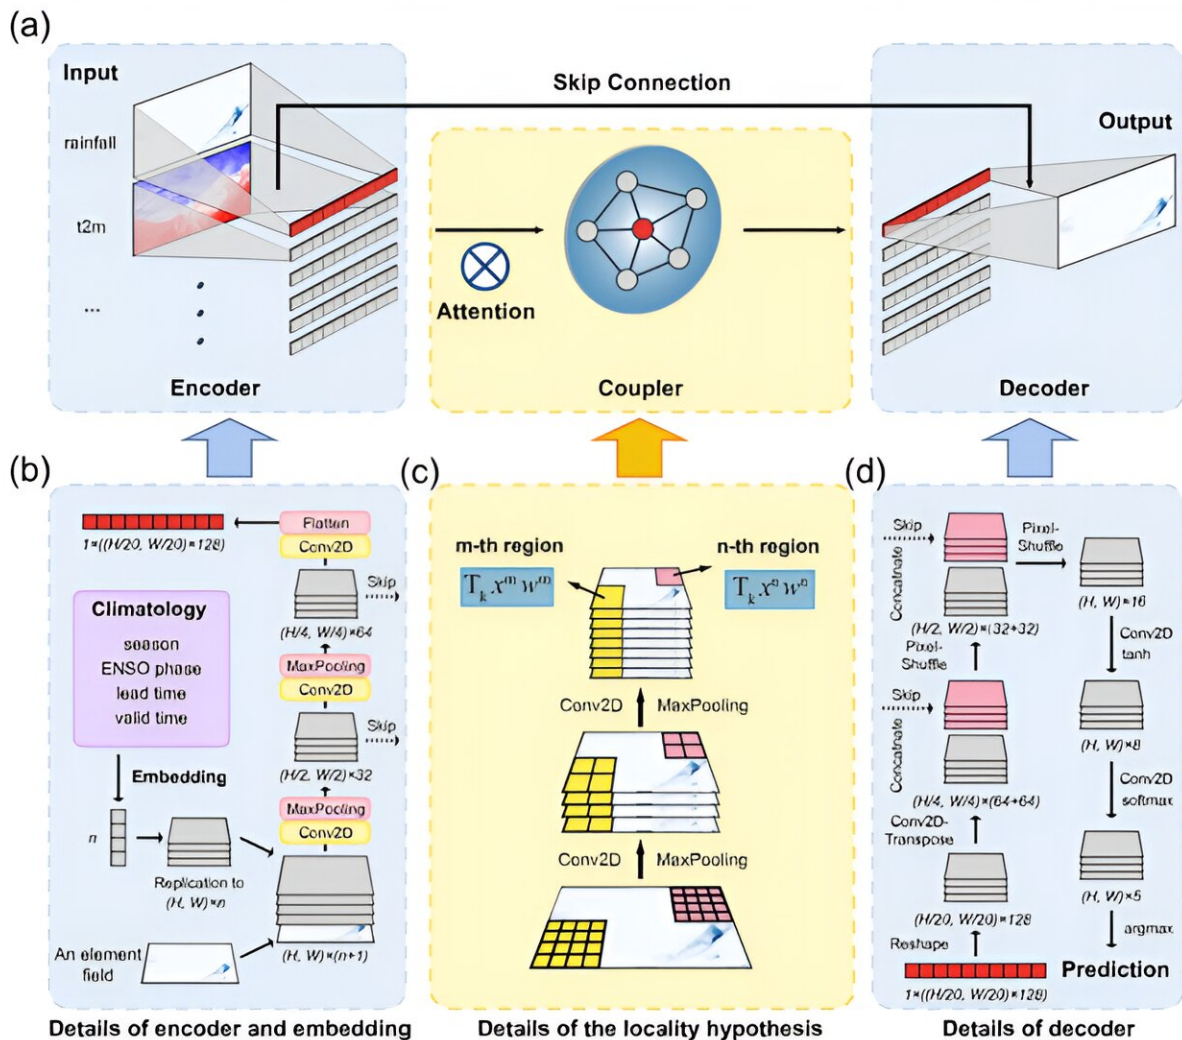 (a)
Input
rainfall
t2m
...
Encoder
Skip Connection
Attention
Coupler
Output
Decoder
(b)
Flatten
Conv2D
1*((H/20, W/20)*128)
Skip
(H/4, W/4)*64
Climatology
season
ENSO phase
lead time
valid time
MaxPooling
Conv2D
Skip
(H/2, W/2)*32
Embedding
MaxPooling
Conv2D
n
Replication to
(H, W)*n
An element
field
(H, W)*(n+1)
Details of encoder and embedding
(c)
m-th region
n-th region
T_k x^m w^m
T_k x^n w^n
Conv2D
MaxPooling
Conv2D
MaxPooling
Details of the locality hypothesis
(d)
Skip
Concatnate
Pixel-
Shuffle
(H, W)*16
(H/2, W/2)*(32+32)
Pixel-
Shuffle
Conv2D
tanh
Skip
Concatnate
(H, W)*8
(H/4, W/4)*(64+64)
Conv2D-
Transpose
Conv2D
softmax
(H/20, W/20)*128
(H, W)*5
Reshape
argmax
Prediction
1*((H/20, W/20)*128)
Details of decoder